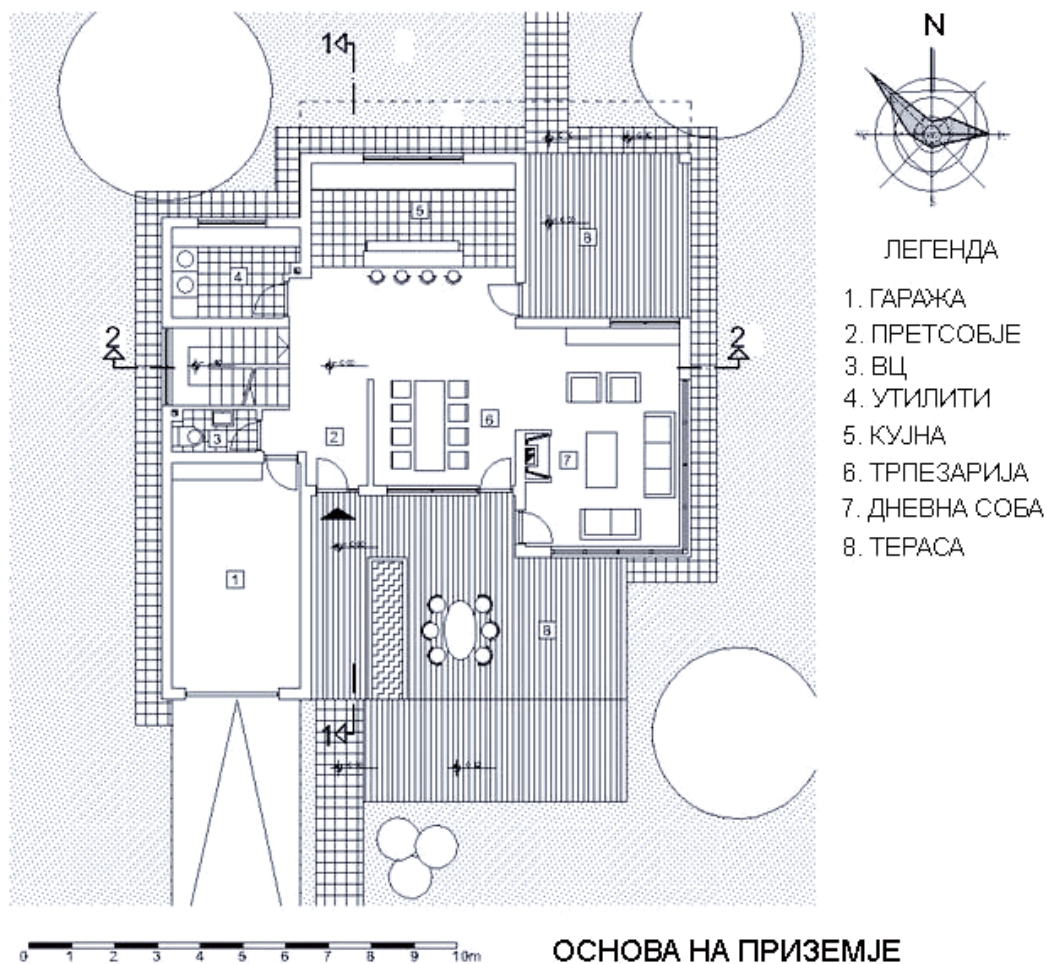 N
S
1
1
2
2
5
8
4
3
2
6
7
1
8
ЛЕГЕНДА
1. ГАРАЖА
2. ПРЕТСОБЈЕ
3. ВЦ
4. УТИЛИТИ
5. КУЈНА
6. ТРПЕЗАРИЈА
7. ДНЕВНА СОБА
8. ТЕРАСА
0 1 2 3 4 5 6 7 8 9 10m
ОСНОВА НА ПРИЗЕМЈЕ